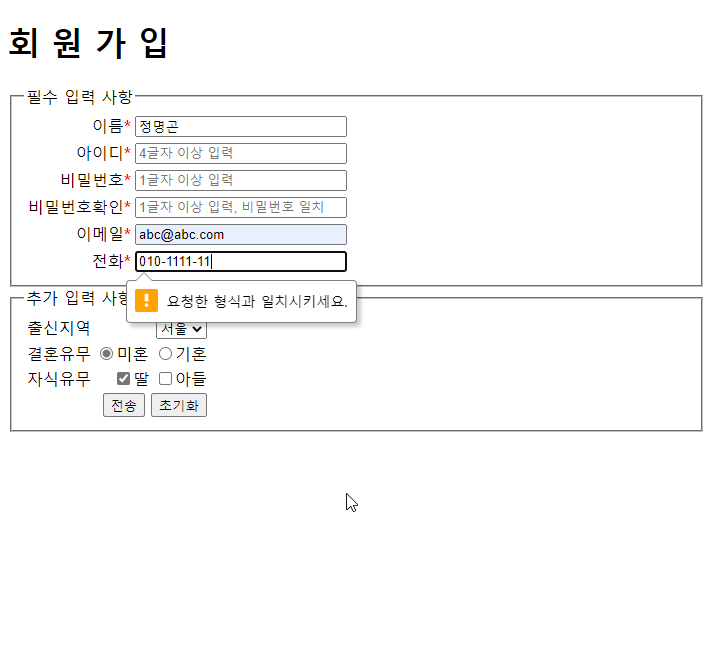 회 원 가 입
필수 입력 사항
이름* 정명곤
아이디* 4글자 이상 입력
비밀번호* 1글자 이상 입력
비밀번호확인* 1글자 이상 입력, 비밀번호 일치
이메일* abc@abc.com
전화* 010-1111-11
추가 입력 사항
! 요청한 형식과 일치시키세요.
출신지역 서울
결혼유무 미혼 기혼
자식유무 딸 아들
전송 초기화